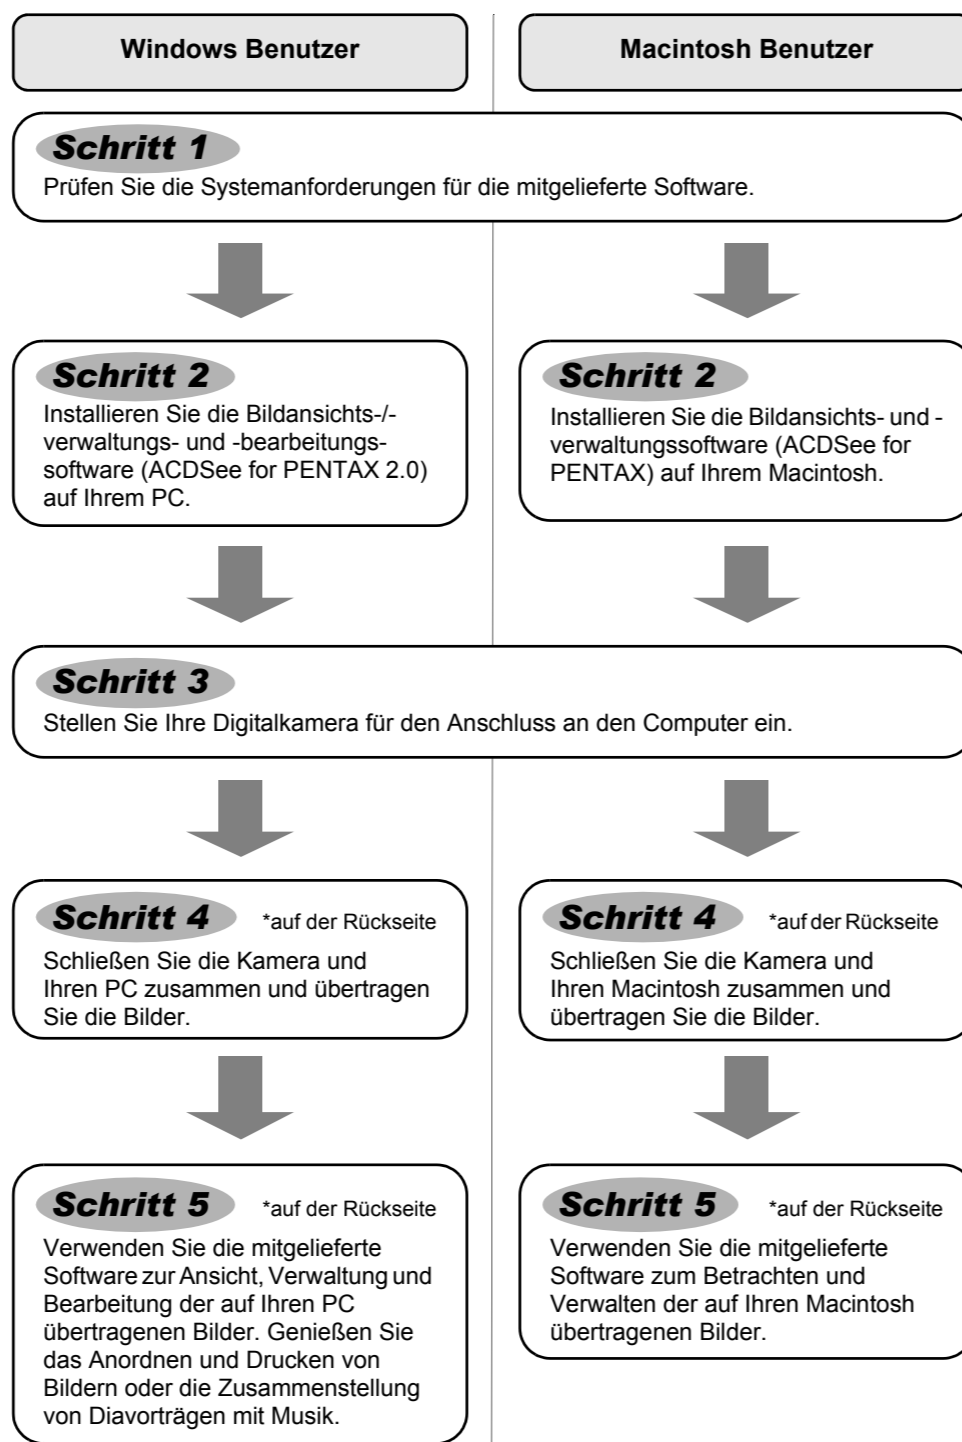 Windows Benutzer
Macintosh Benutzer
Schritt 1
Prüfen Sie die Systemanforderungen für die mitgelieferte Software.
Schritt 2
Installieren Sie die Bildansichts-/-
verwaltungs- und -bearbeitungs-
software (ACDSee for PENTAX 2.0)
auf Ihrem PC.
Schritt 2
Installieren Sie die Bildansichts- und -
verwaltungssoftware (ACDSee for
PENTAX) auf Ihrem Macintosh.
Schritt 3
Stellen Sie Ihre Digitalkamera für den Anschluss an den Computer ein.
Schritt 4 *auf der Rückseite
Schließen Sie die Kamera und
Ihren PC zusammen und übertragen
Sie die Bilder.
Schritt 4 *auf der Rückseite
Schließen Sie die Kamera und
Ihren Macintosh zusammen und
übertragen Sie die Bilder.
Schritt 5 *auf der Rückseite
Verwenden Sie die mitgelieferte
Software zur Ansicht, Verwaltung und
Bearbeitung der auf Ihren PC
übertragenen Bilder. Genießen Sie
das Anordnen und Drucken von
Bildern oder die Zusammenstellung
von Diavorträgen mit Musik.
Schritt 5 *auf der Rückseite
Verwenden Sie die mitgelieferte
Software zum Betrachten und
Verwalten der auf Ihren Macintosh
übertragenen Bilder.